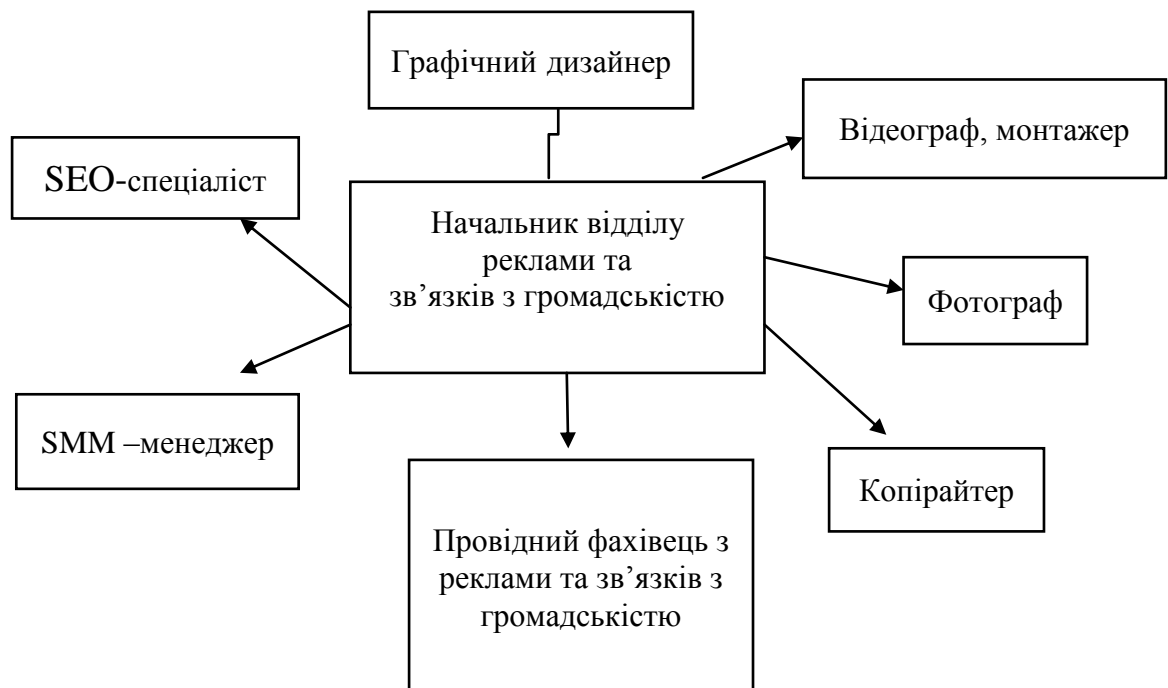 Графічний дизайнер
Відеограф, монтажер
SEO-спеціаліст
Начальник відділу
реклами та
зв’язків з громадськістю
Фотограф
SMM –менеджер
Копірайтер
Провідний фахівець з
реклами та зв’язків з
громадськістю